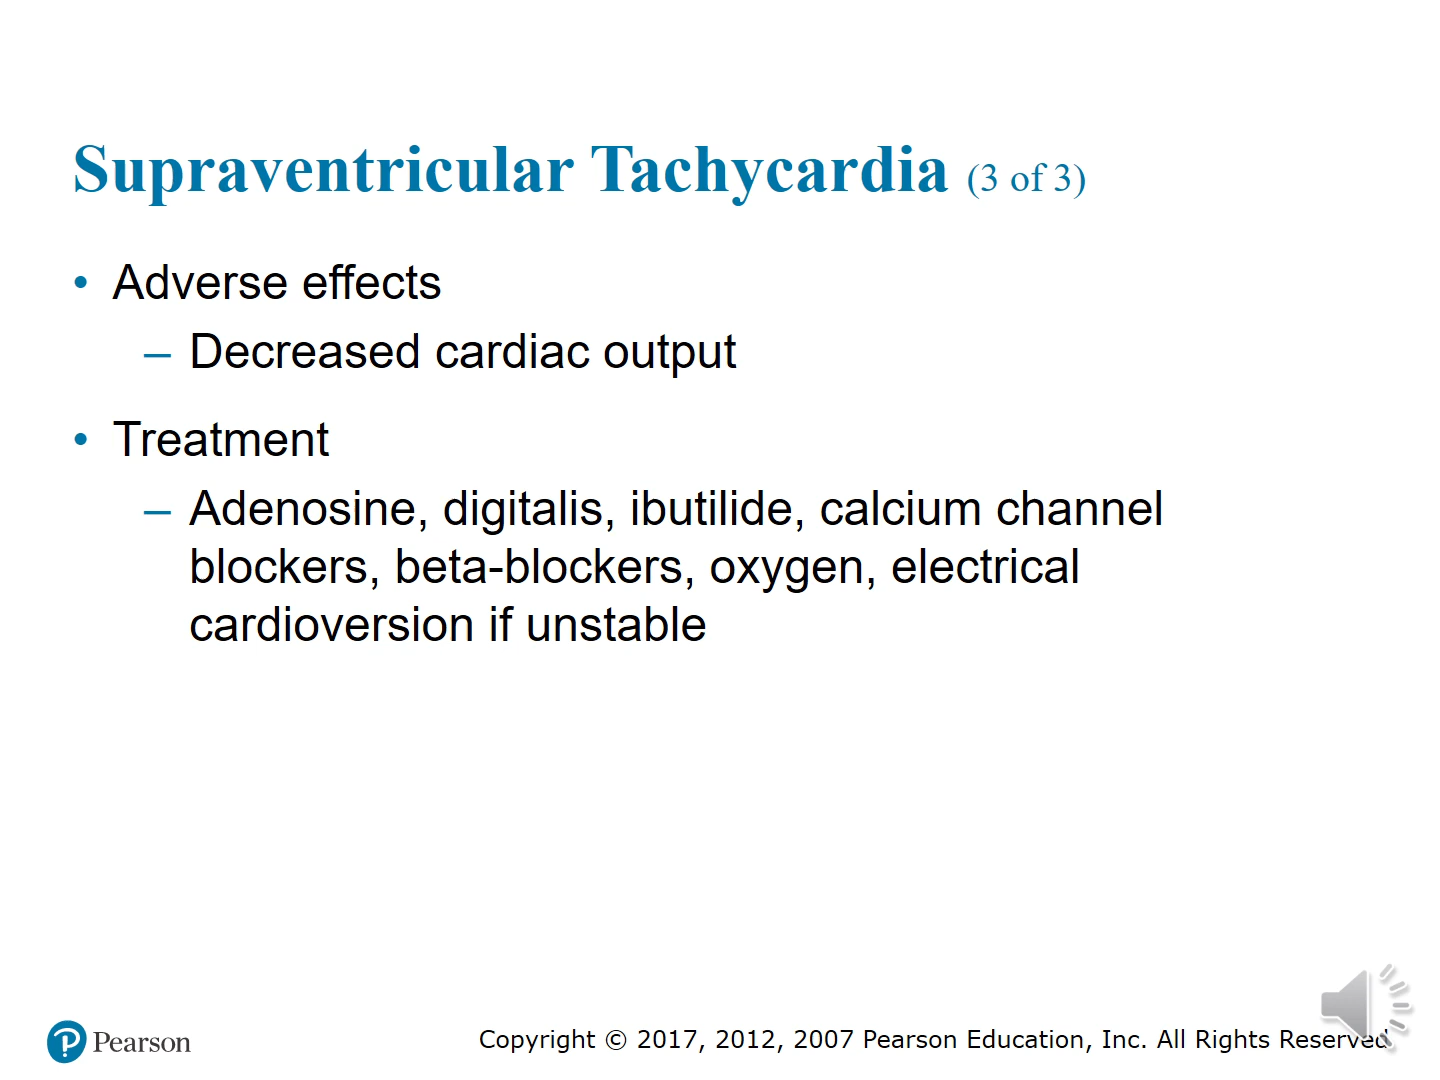 Supraventricular Tachycardia (3 of 3)
• Adverse effects
– Decreased cardiac output
• Treatment
– Adenosine, digitalis, ibutilide, calcium channel
blockers, beta-blockers, oxygen, electrical
cardioversion if unstable
Pearson
Copyright © 2017, 2012, 2007 Pearson Education, Inc. All Rights Reserved